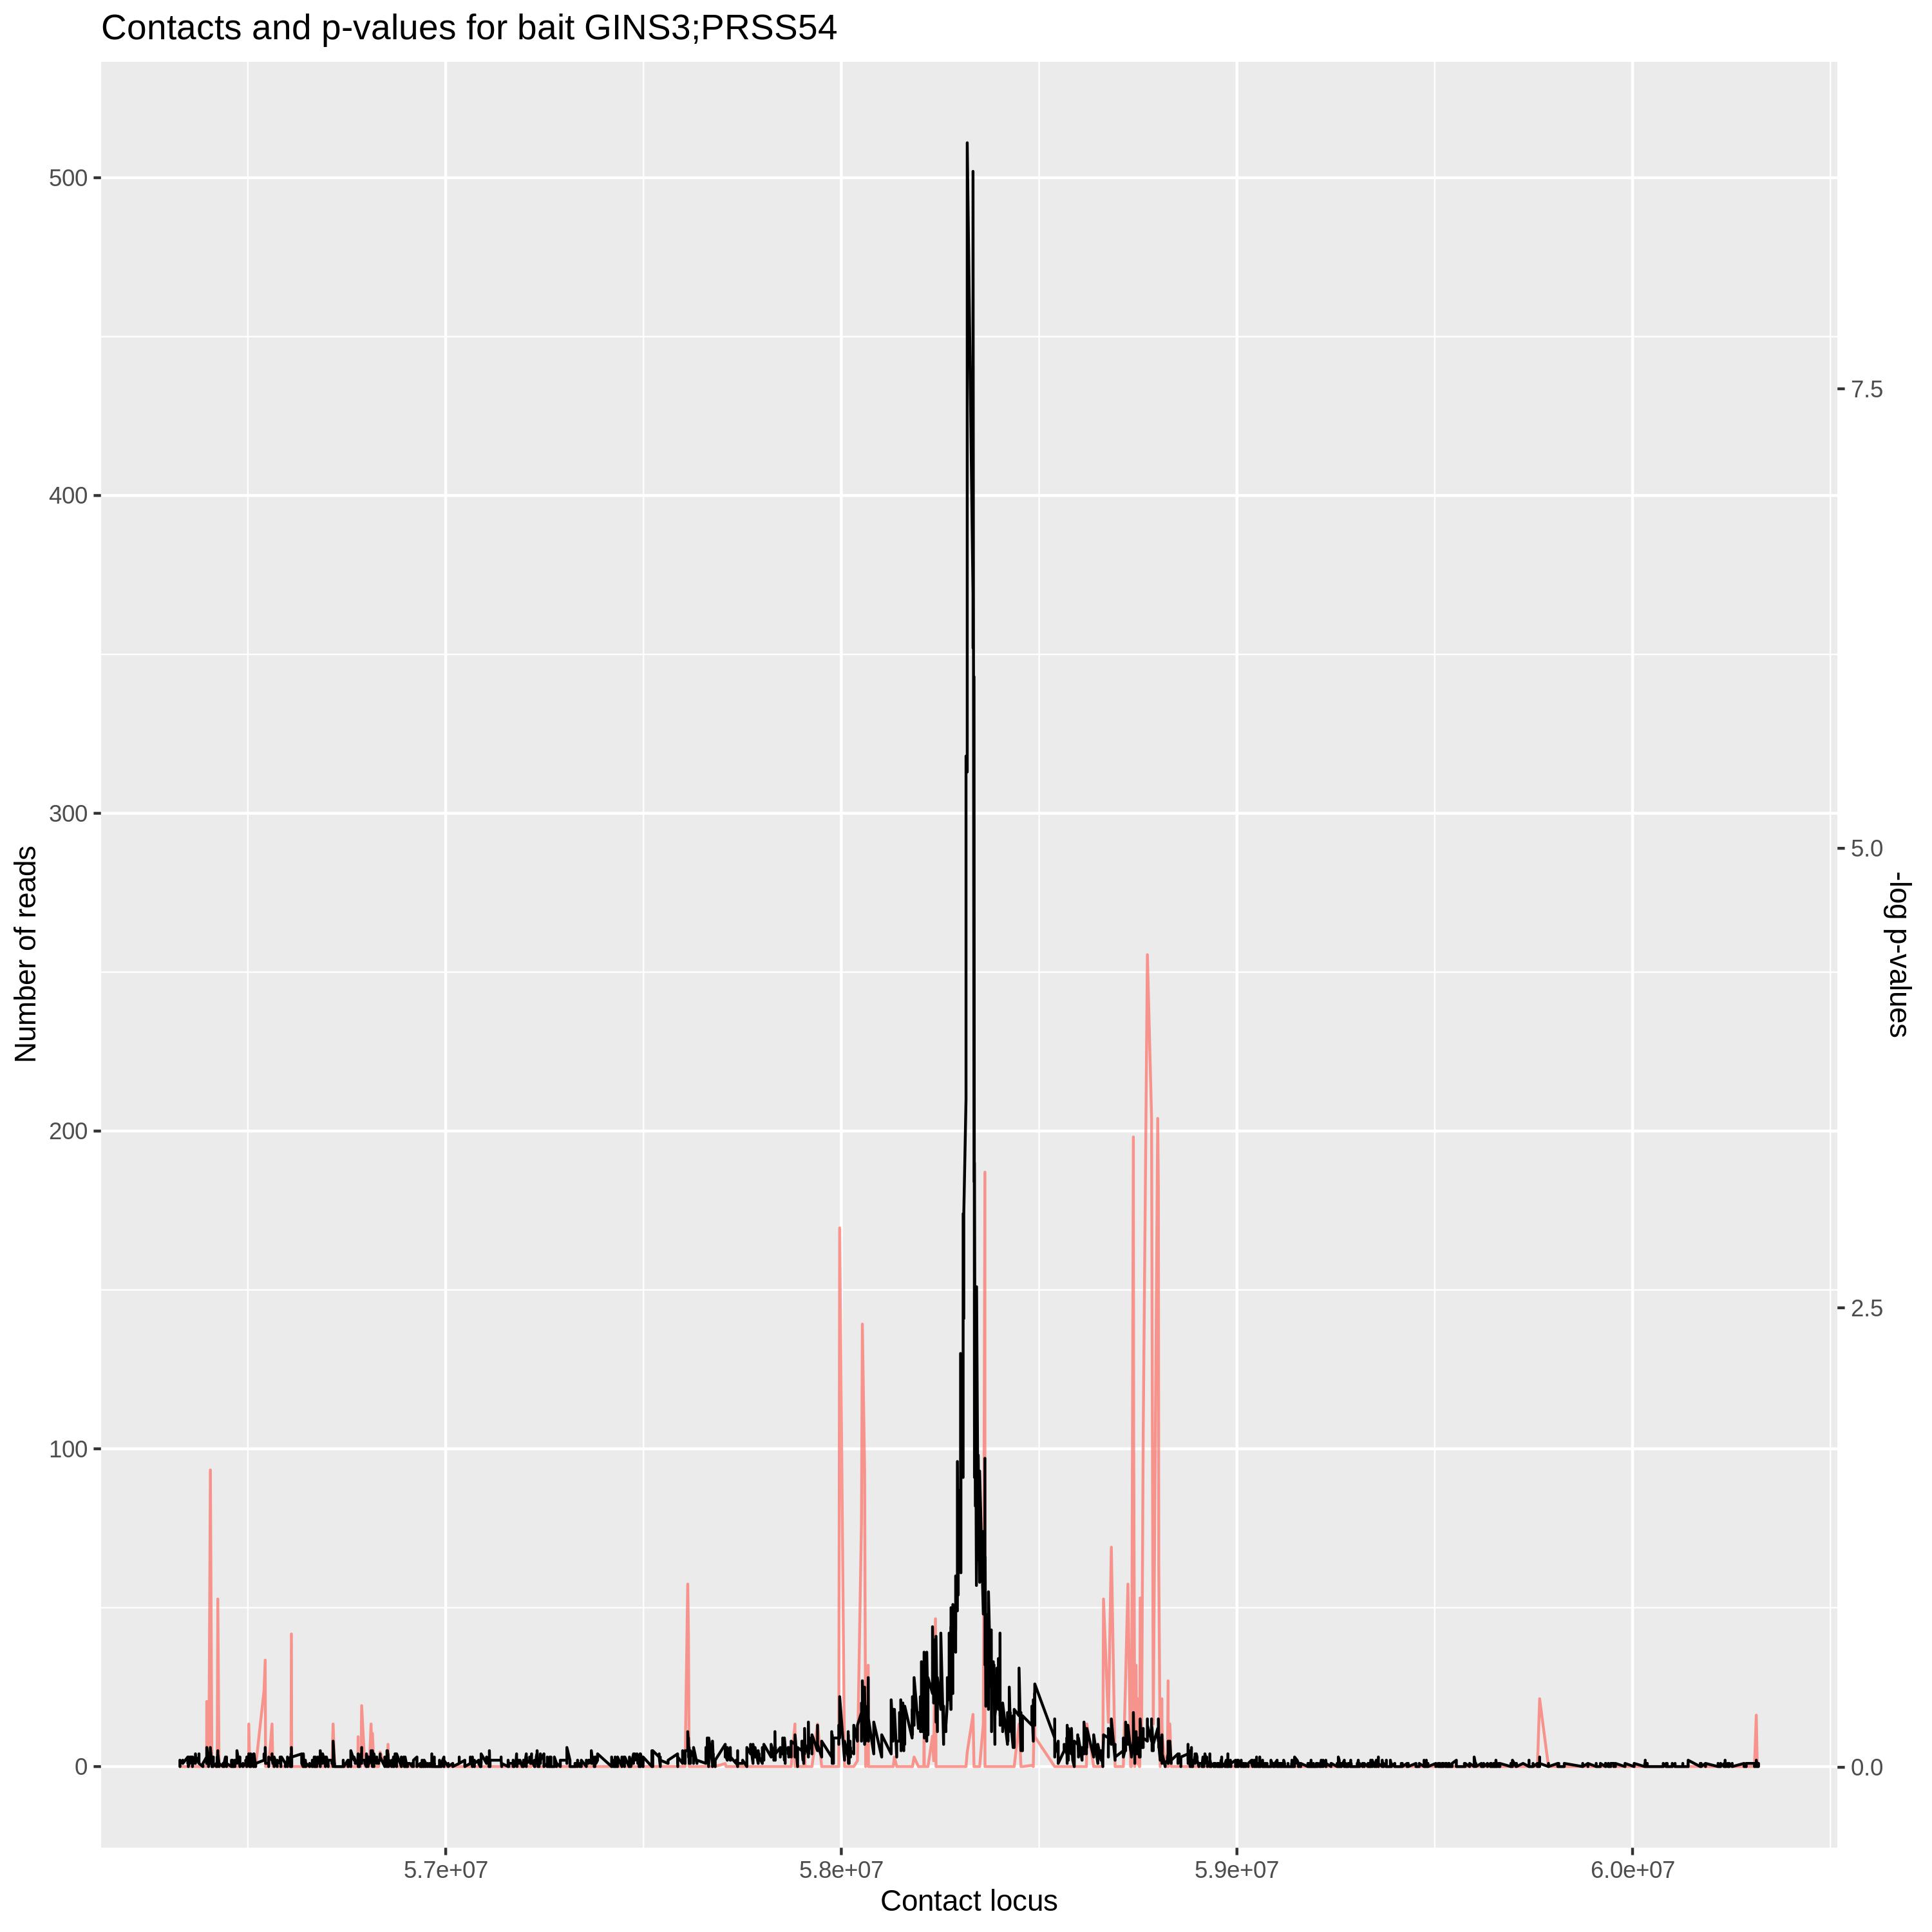 Contacts and p-values for bait GINS3;PRSS54
500
400
300
200
100
0
Number of reads
7.5
5.0
2.5
0.0
-log p-values
5.7e+07
5.8e+07
5.9e+07
6.0e+07
Contact locus